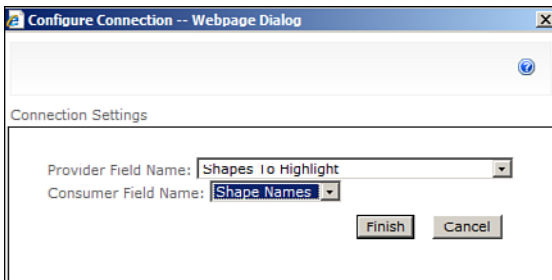 Configure Connection -- Webpage Dialog
Connection Settings
Provider Field Name: Shapes To Highlight
Consumer Field Name: Shape Names
Finish Cancel